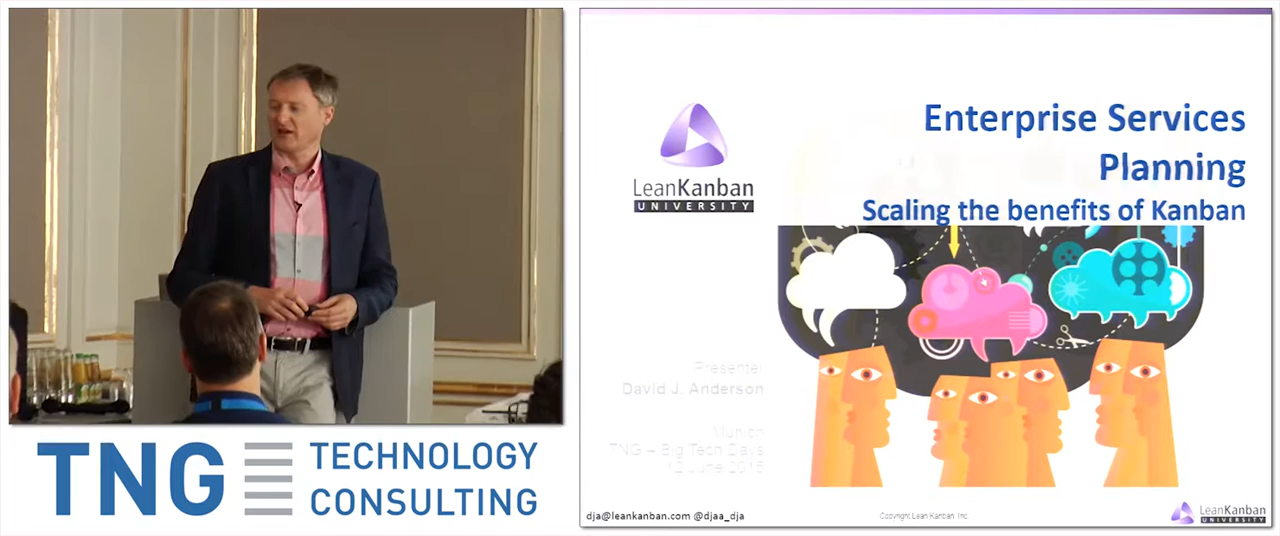 TNG TECHNOLOGY
CONSULTING
Enterprise Services
Planning
Scaling the benefits of Kanban
LeanKanban
UNIVERSITY
Presenter
David J. Anderson
Munich
TNG – Big Tech Days
12 June 2015
dja@leankanban.com @djaa_dja
Copyright Lean Kanban, Inc.
LeanKanban
UNIVERSITY